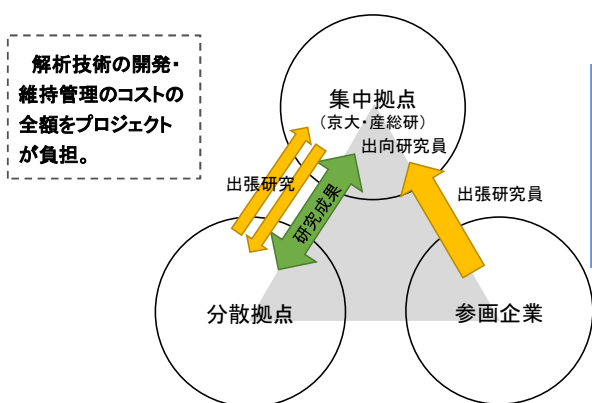 解析技術の開発・
維持管理のコストの
全額をプロジェクト
が負担。
集中拠点
(京大・産総研)
出向研究員
出張研究
研究成果
出張研究員
分散拠点
参画企業